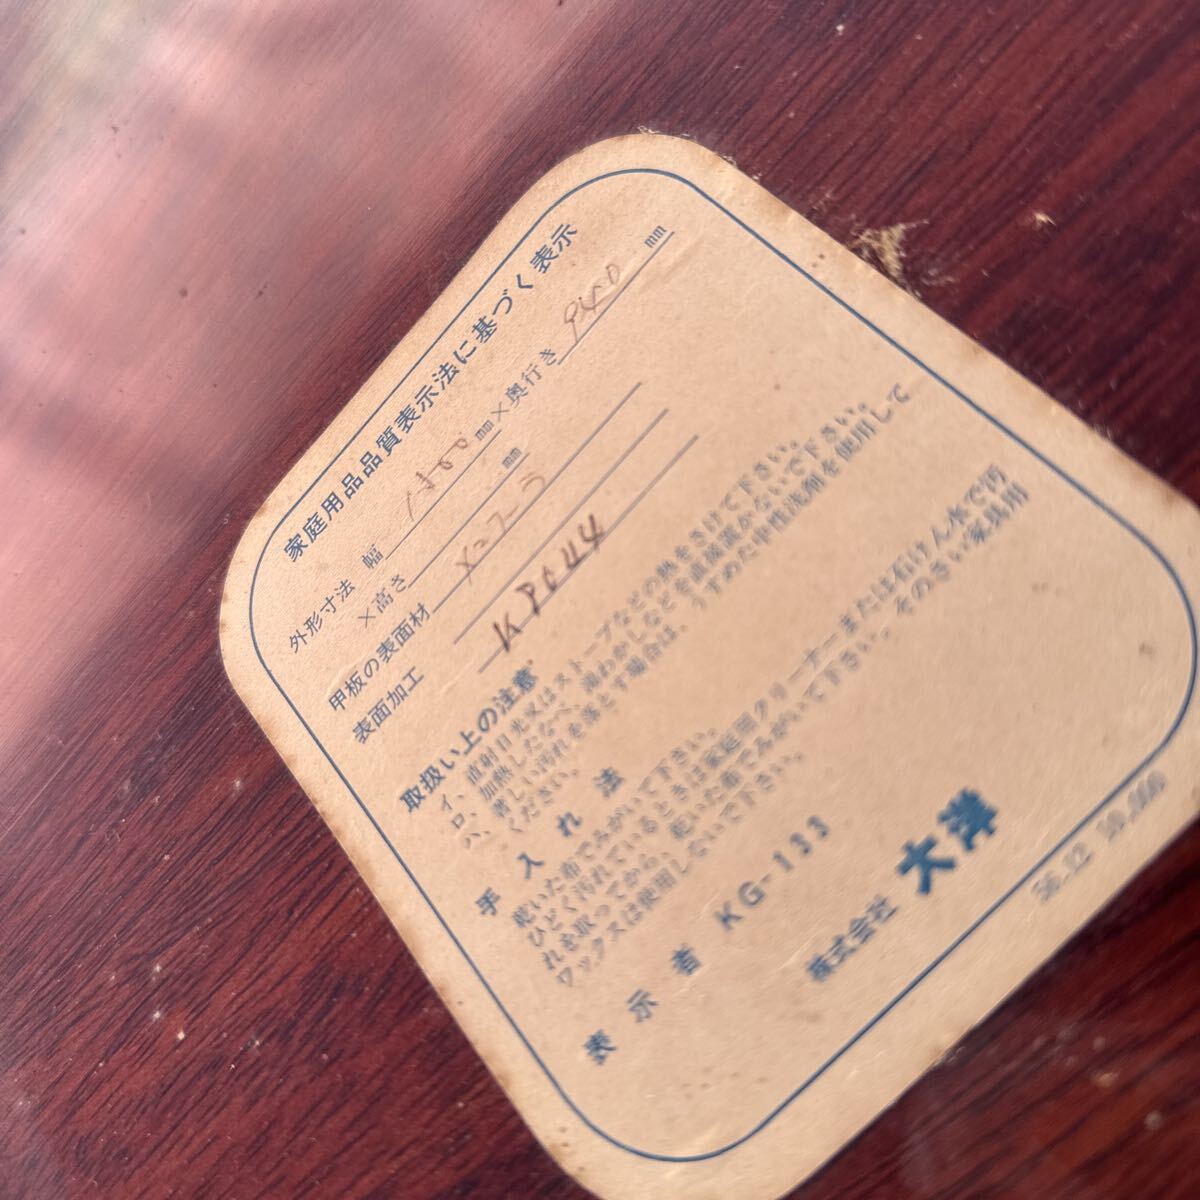 家庭用品品質表示法に基づく表示
外形寸法 幅 mm×奥行き 940 mm
×高さ mm
甲板の表面材
表面加工
取扱い上の注意
イ、直射日光又はストーブなどの熱をさけて下さい。
ロ、加熱したなべ、湯わかしなどを直接置かないで下さい。
ハ、著しい汚れを落とす場合は、うすめた中性洗剤を使用して
ください。
手入れ法
乾いた布でみがいて下さい。
ひどく汚れているときは家庭用クリーナーまたは石けん水で汚
れを取ってから、乾いた布でみがいて下さい。そのさい家具用
ワックスは使用しないで下さい。
表示者 KG-133
株式会社 大洋
56.12 10,000